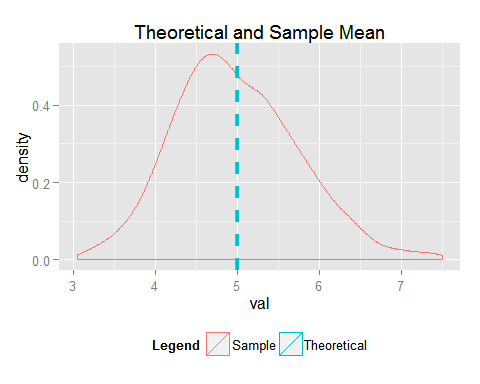 Theoretical and Sample Mean
density
0.4
0.2
0.0
3 4 5 6 7
val
Legend Sample Theoretical